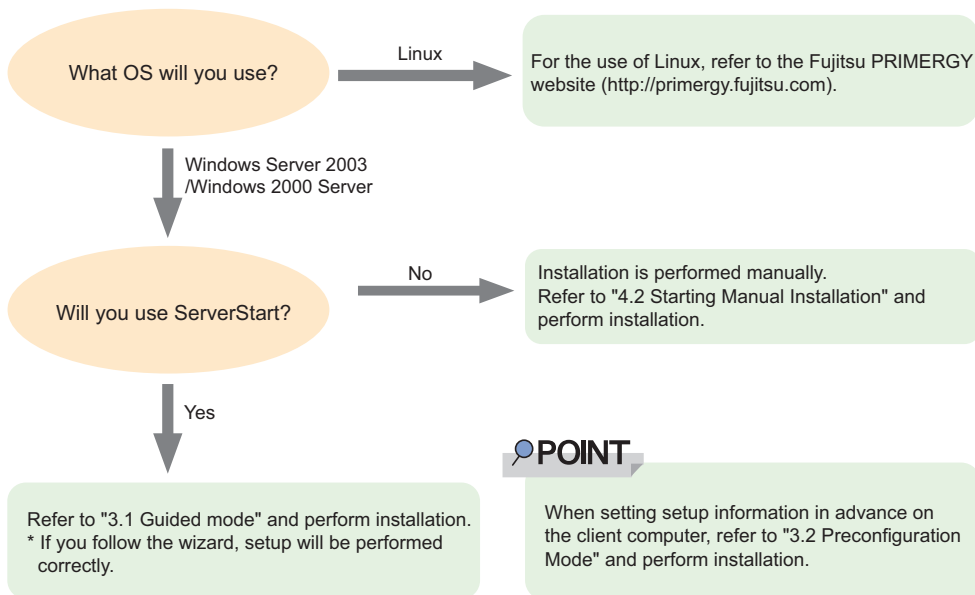 What OS will you use?
Linux
For the use of Linux, refer to the Fujitsu PRIMERGY
website (http://primergy.fujitsu.com).
Windows Server 2003
/Windows 2000 Server
Will you use ServerStart?
No
Installation is performed manually.
Refer to "4.2 Starting Manual Installation" and
perform installation.
Yes
Refer to "3.1 Guided mode" and perform installation.
* If you follow the wizard, setup will be performed
correctly.
POINT
When setting setup information in advance on
the client computer, refer to "3.2 Preconfiguration
Mode" and perform installation.